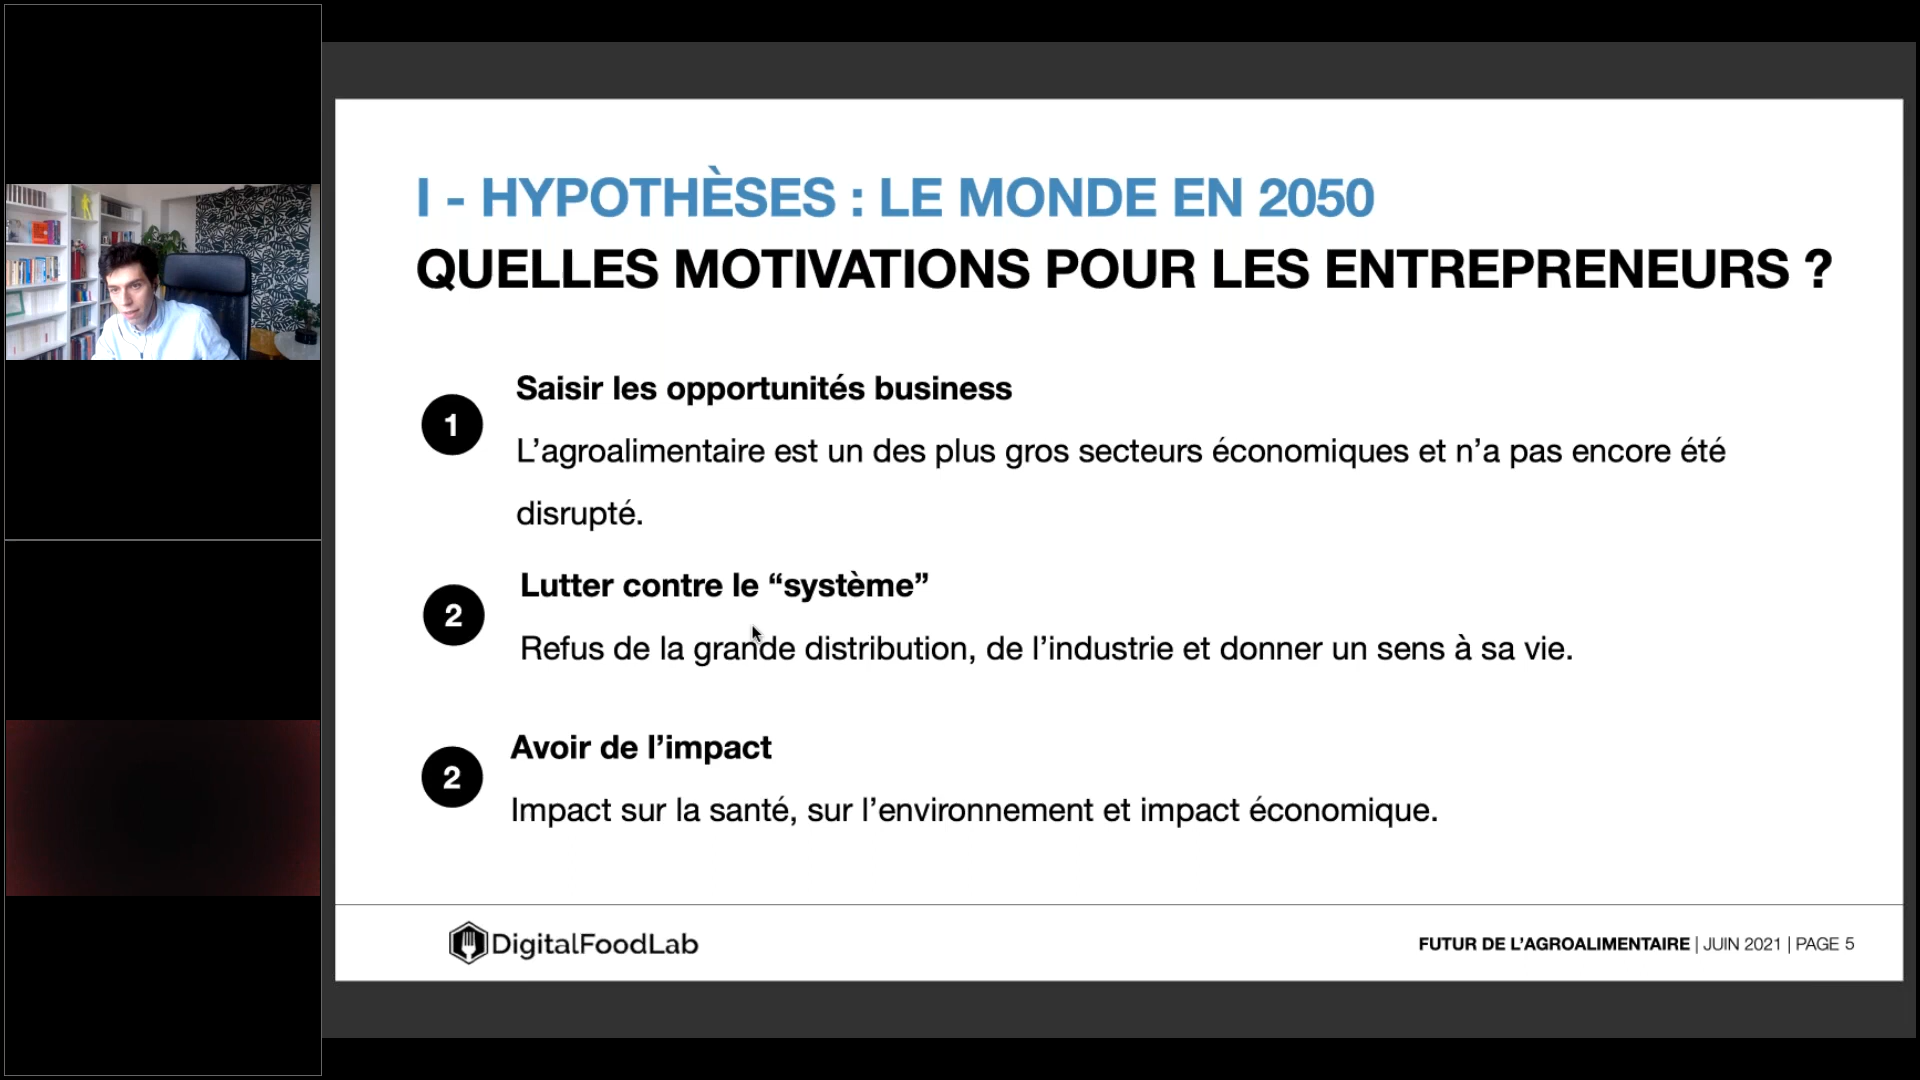 I - HYPOTHÈSES : LE MONDE EN 2050
QUELLES MOTIVATIONS POUR LES ENTREPRENEURS ?
1
Saisir les opportunités business
L’agroalimentaire est un des plus gros secteurs économiques et n’a pas encore été
disrupté.
2
Lutter contre le “système”
Refus de la grande distribution, de l’industrie et donner un sens à sa vie.
2
Avoir de l’impact
Impact sur la santé, sur l’environnement et impact économique.
DigitalFoodLab
FUTUR DE L’AGROALIMENTAIRE | JUIN 2021 | PAGE 5